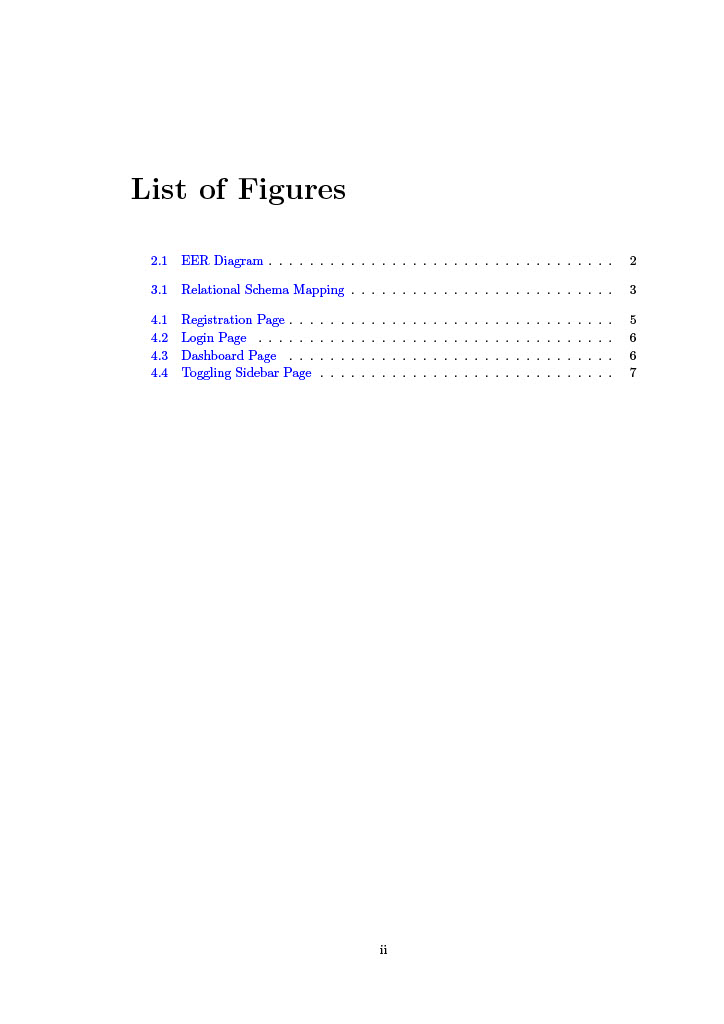 List of Figures
2.1 EER Diagram . . . . . . . . . . . . . . . . . . . . . . . . . . . . . . . . . . 2
3.1 Relational Schema Mapping . . . . . . . . . . . . . . . . . . . . . . . . . . 3
4.1 Registration Page . . . . . . . . . . . . . . . . . . . . . . . . . . . . . . . . 5
4.2 Login Page . . . . . . . . . . . . . . . . . . . . . . . . . . . . . . . . . . . 6
4.3 Dashboard Page . . . . . . . . . . . . . . . . . . . . . . . . . . . . . . . . 6
4.4 Toggling Sidebar Page . . . . . . . . . . . . . . . . . . . . . . . . . . . . . 7
ii